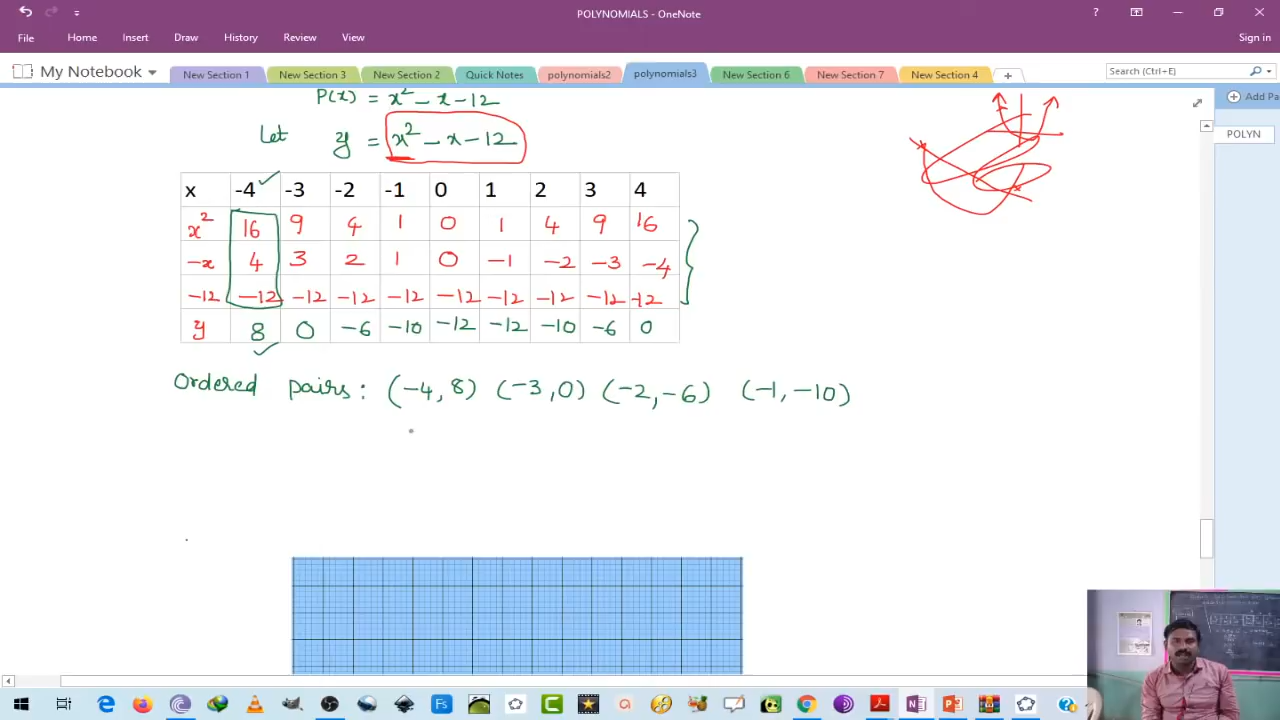 POLYNOMIALS - OneNote
File Home Insert Draw History Review View Sign in
My Notebook New Section 1 New Section 3 New Section 2 Quick Notes polynomials2 polynomials3 New Section 6 New Section 7 New Section 4 Search (Ctrl+E)
Add Pa
POLYN
P(x) = x² - x - 12
Let y = x² - x - 12
x -4 -3 -2 -1 0 1 2 3 4
x² 16 9 4 1 0 1 4 9 16
-x 4 3 2 1 0 -1 -2 -3 -4
-12 -12 -12 -12 -12 -12 -12 -12 -12 -12
y 8 0 -6 -10 -12 -12 -10 -6 0
Ordered pairs: (-4, 8) (-3, 0) (-2, -6) (-1, -10)